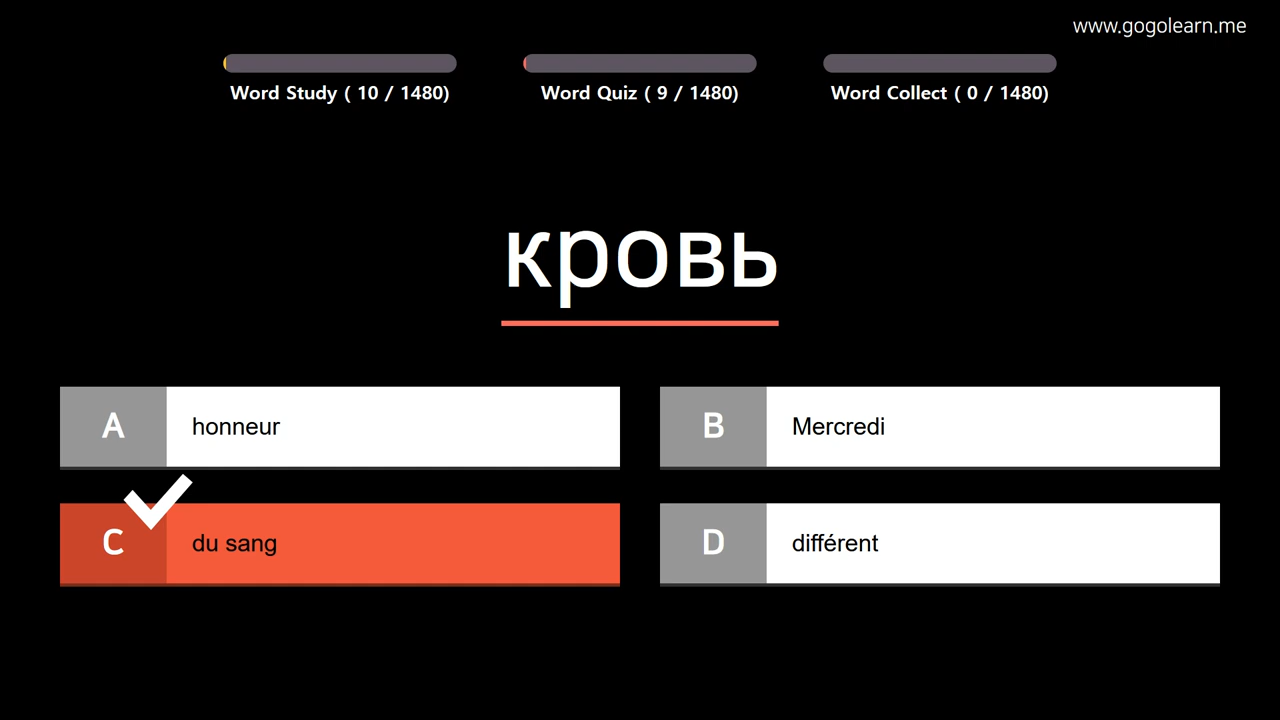 www.gogolearn.me
Word Study ( 10 / 1480)
Word Quiz ( 9 / 1480)
Word Collect ( 0 / 1480)
кровь
A honneur
B Mercredi
C du sang
D différent